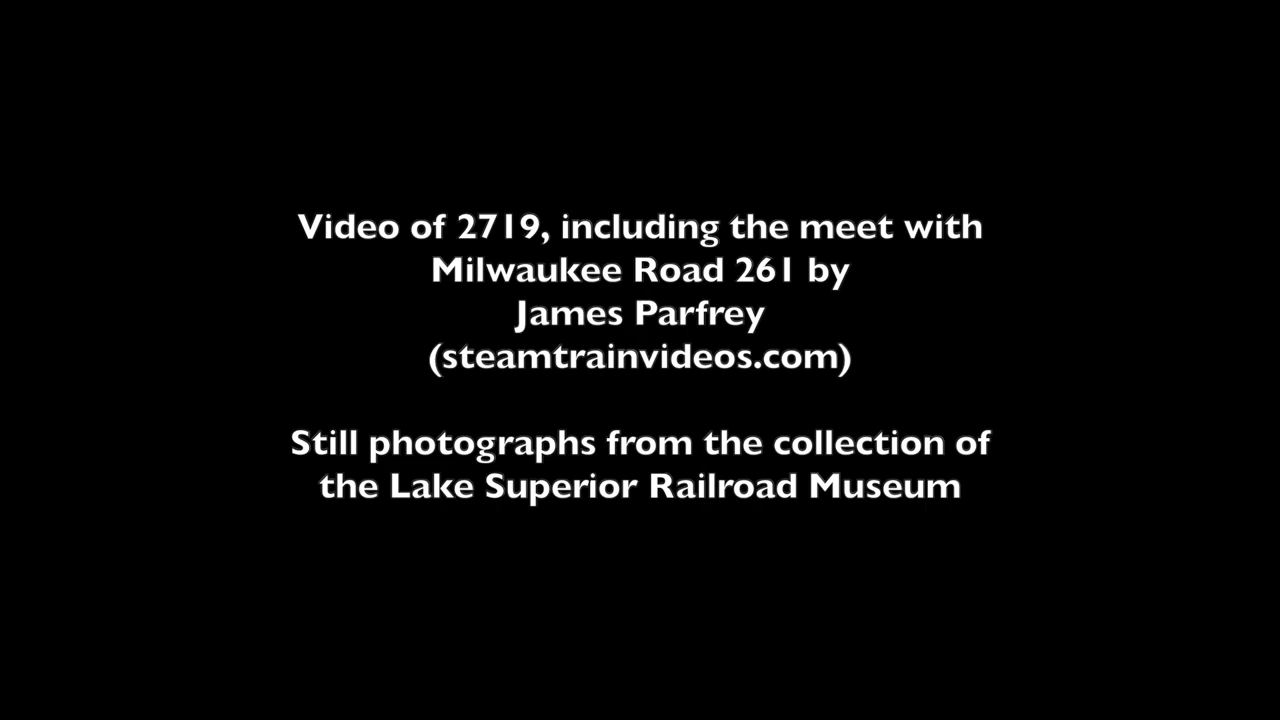 Video of 2719, including the meet with
Milwaukee Road 261 by
James Parfrey
(steamtrainvideos.com)
Still photographs from the collection of
the Lake Superior Railroad Museum